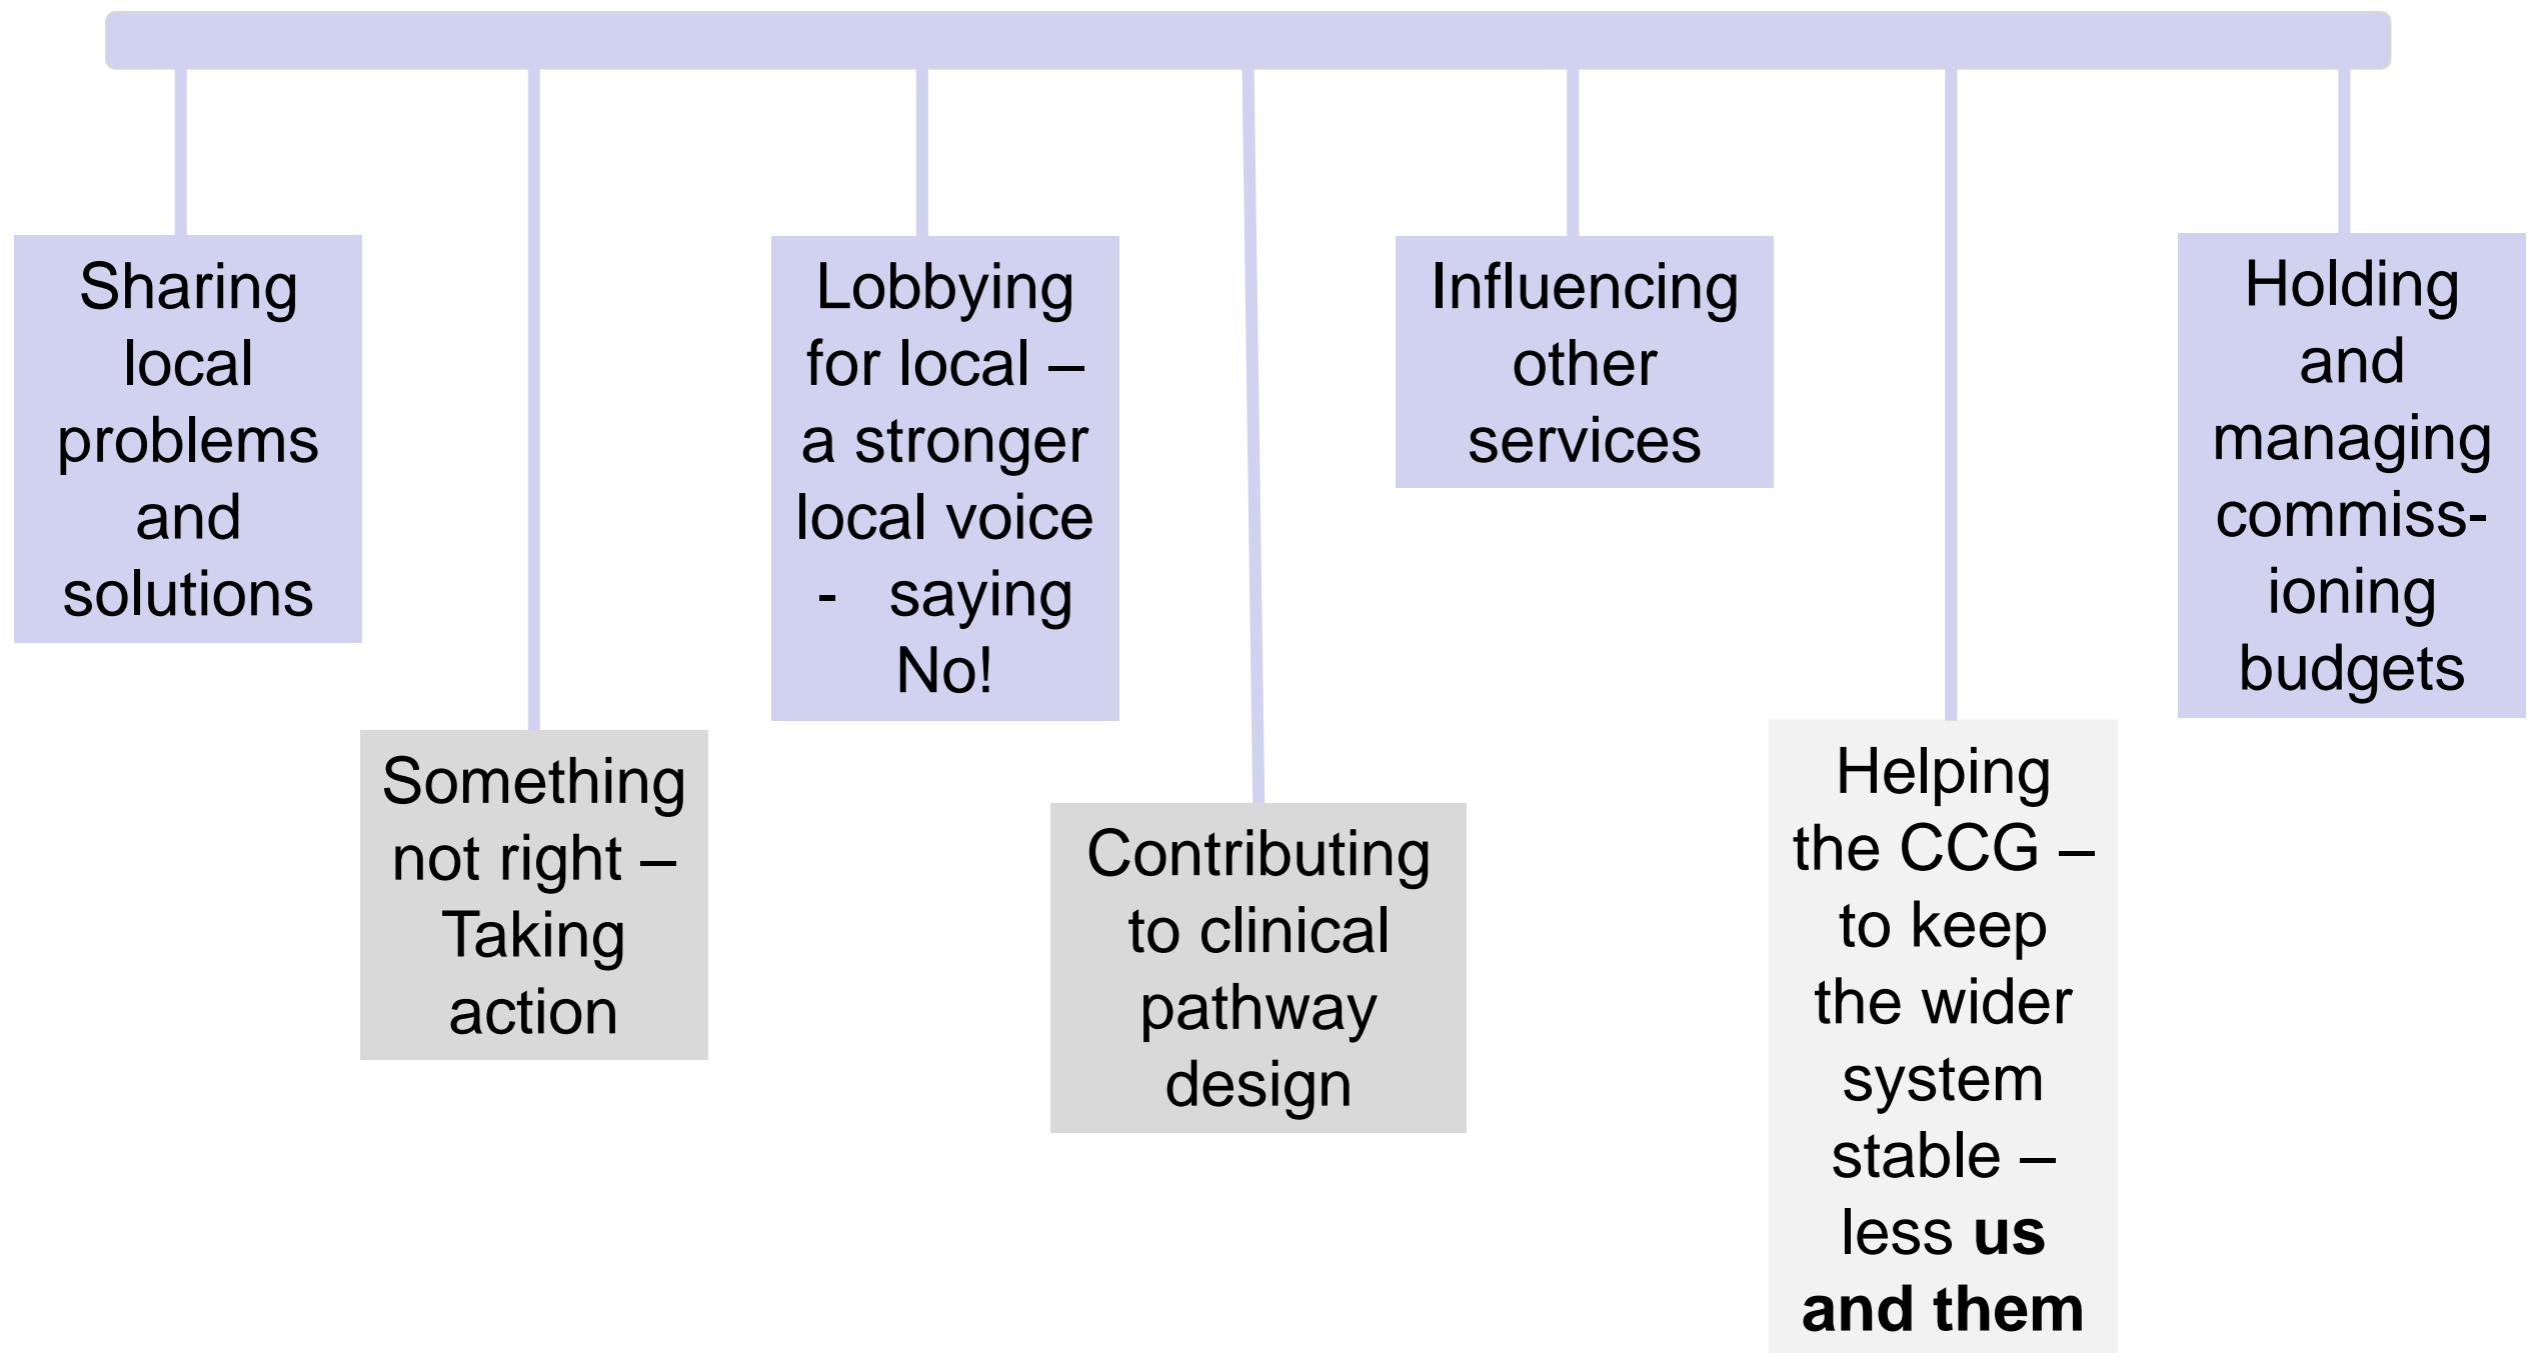 Sharing
local
problems
and
solutions
Something
not right –
Taking
action
Lobbying
for local –
a stronger
local voice
- saying
No!
Contributing
to clinical
pathway
design
Influencing
other
services
Helping
the CCG –
to keep
the wider
system
stable –
less us
and them
Holding
and
managing
commiss-
ioning
budgets